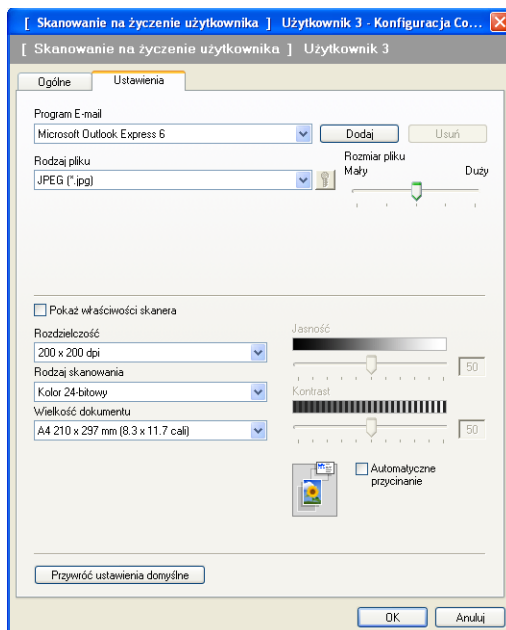 [ Skanowanie na życzenie użytkownika ] Użytkownik 3 - Konfiguracja Co...
[ Skanowanie na życzenie użytkownika ] Użytkownik 3
Ogólne Ustawienia
Program E-mail
Microsoft Outlook Express 6 Dodaj Usuń
Rodzaj pliku Rozmiar pliku
Mały Duży
JPEG (*.jpg)
Pokaż właściwości skanera
Rozdzielczość Jasność
200 x 200 dpi
50
Rodzaj skanowania
Kolor 24-bitowy Kontrast
Wielkość dokumentu
A4 210 x 297 mm (8.3 x 11.7 cali) 50
Automatyczne
przycinanie
Przywróć ustawienia domyślne
OK Anuluj